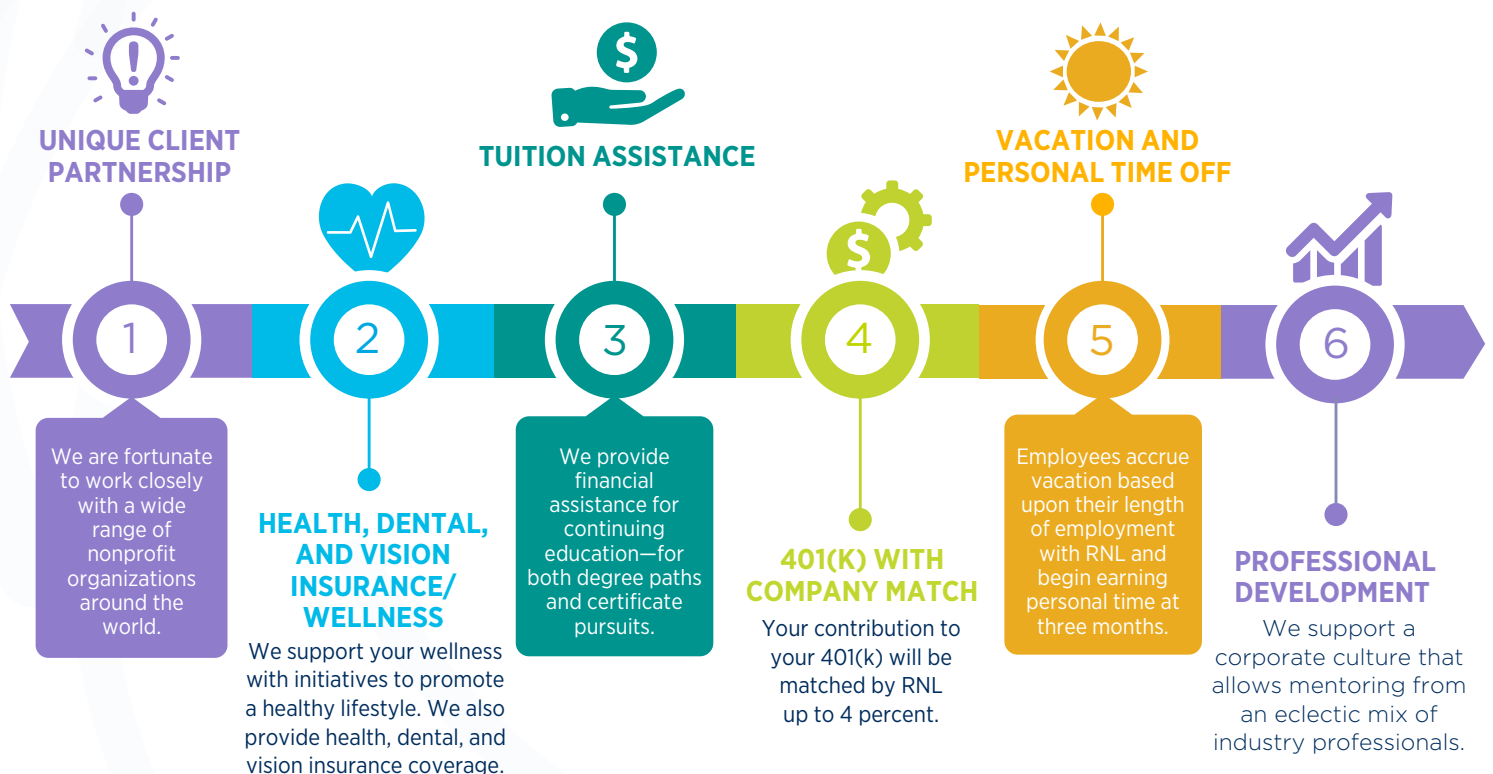 UNIQUE CLIENT
PARTNERSHIP
1
We are fortunate
to work closely
with a wide
range of
nonprofit
organizations
around the
world.
2
HEALTH, DENTAL,
AND VISION
INSURANCE/
WELLNESS
We support your wellness
with initiatives to promote
a healthy lifestyle. We also
provide health, dental, and
vision insurance coverage.
$
TUITION ASSISTANCE
3
We provide
financial
assistance for
continuing
education—for
both degree paths
and certificate
pursuits.
$
4
401(K) WITH
COMPANY MATCH
Your contribution to
your 401(k) will be
matched by RNL
up to 4 percent.
VACATION AND
PERSONAL TIME OFF
5
Employees accrue
vacation based
upon their length
of employment
with RNL and
begin earning
personal time at
three months.
6
PROFESSIONAL
DEVELOPMENT
We support a
corporate culture that
allows mentoring from
an eclectic mix of
industry professionals.